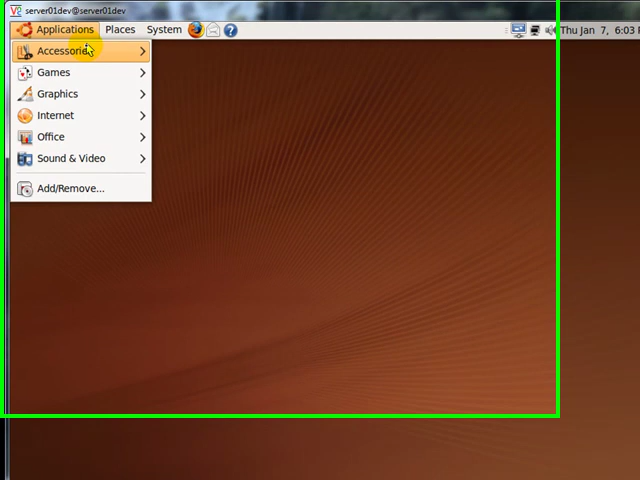 server01dev@server01dev
Applications Places System Thu Jan 7, 6:03 P
Accessories
Games
Graphics
Internet
Office
Sound & Video
Add/Remove...